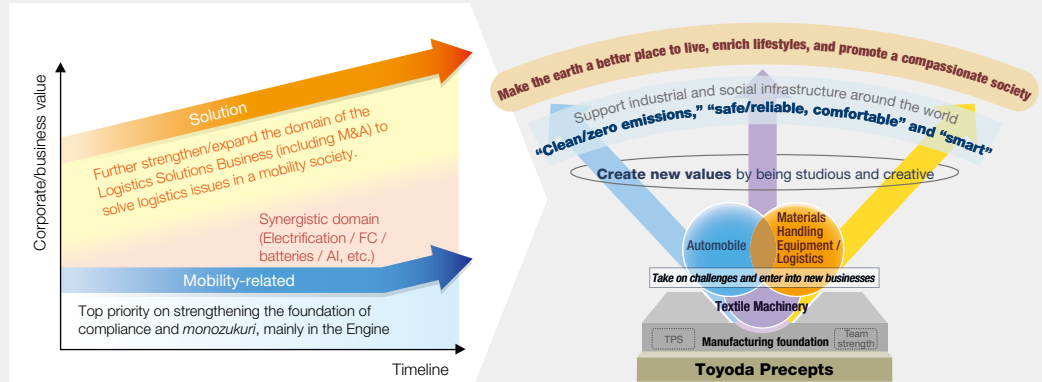 Corporate/business value
Solution
Further strengthen/expand the domain of the
Logistics Solutions Business (including M&A) to
solve logistics issues in a mobility society.
Synergistic domain
(Electrification / FC /
batteries / AI, etc.)
Mobility-related
Top priority on strengthening the foundation of
compliance and monozukuri, mainly in the Engine
Timeline
Make the earth a better place to live, enrich lifestyles, and promote a compassionate society
Support industrial and social infrastructure around the world
“Clean/zero emissions,” “safe/reliable, comfortable” and “smart”
Create new values by being studious and creative
Automobile
Materials
Handling
Equipment /
Logistics
Take on challenges and enter into new businesses
Textile Machinery
TPS
Manufacturing foundation
Team
strength
Toyoda Precepts